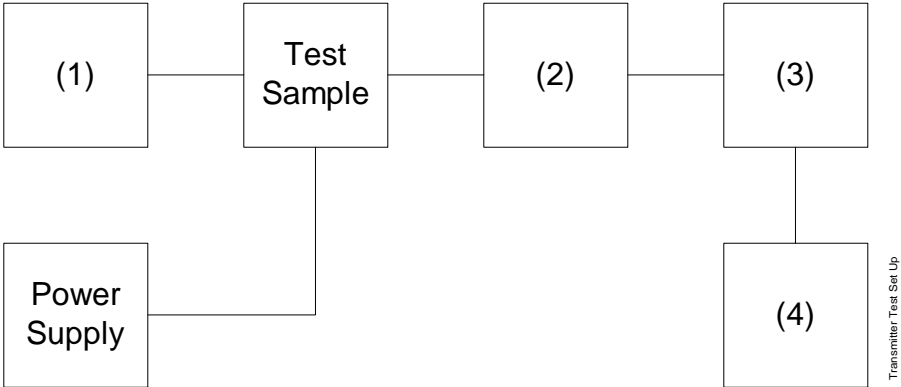 (1)
Test
Sample
(2)
(3)
Power
Supply
(4)
Transmitter Test Set Up